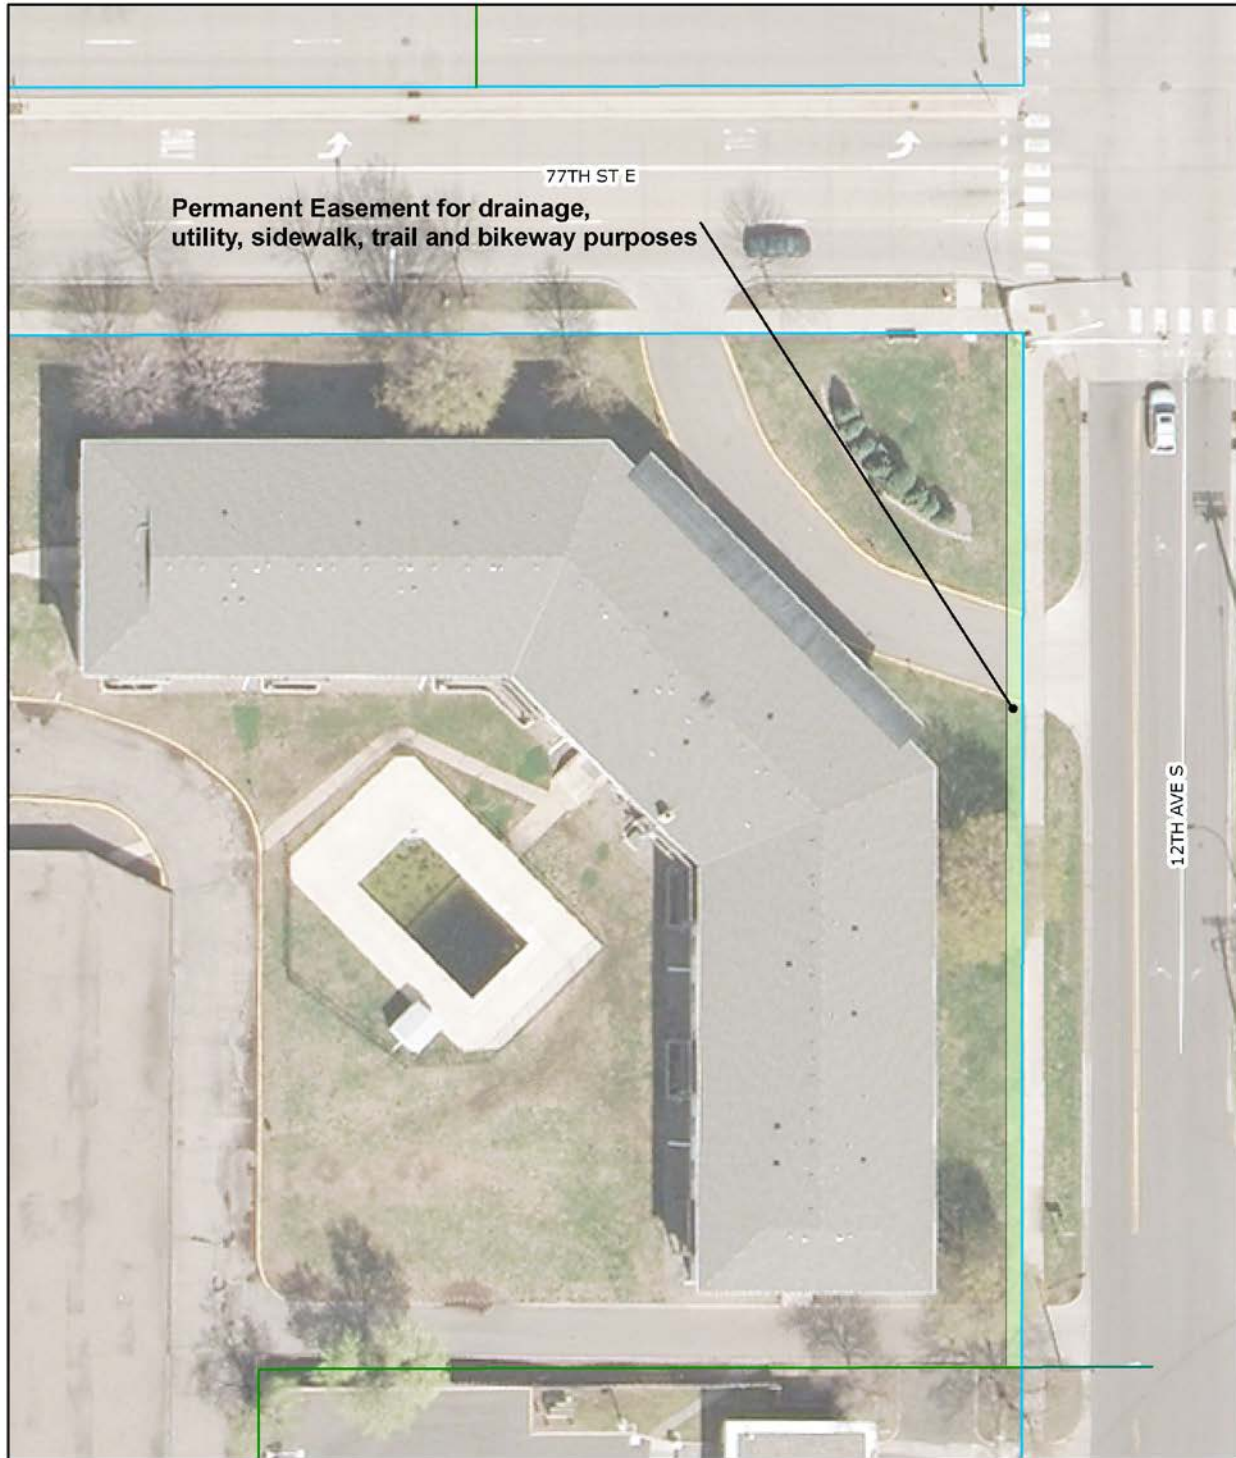 77TH ST E
Permanent Easement for drainage,
utility, sidewalk, trail and bikeway purposes
12TH AVE S